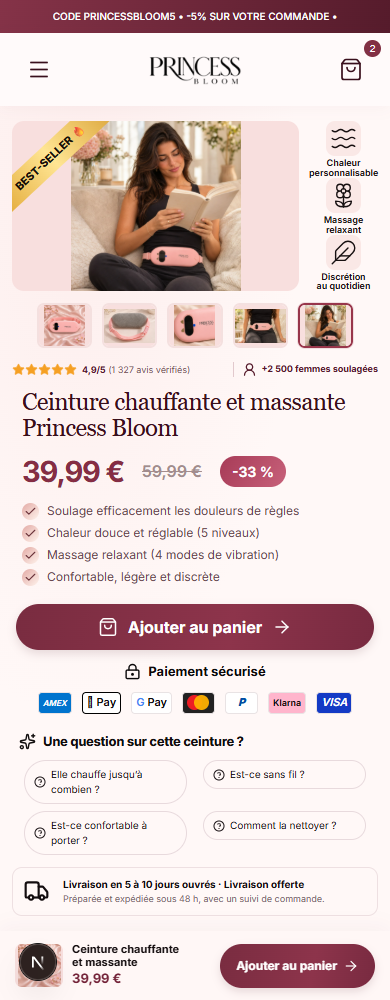 CODE PRINCESSBLOOM5 • -5% SUR VOTRE COMMANDE •
PRINCESS
BLOOM
2
BEST-SELLER
Chaleur
personnalisable
Massage
relaxant
Discrétion
au quotidien
4,9/5 (1 327 avis vérifiés)
+2 500 femmes soulagées
Ceinture chauffante et massante
Princess Bloom
39,99 €
59,99 €
-33 %
Soulage efficacement les douleurs de règles
Chaleur douce et réglable (5 niveaux)
Massage relaxant (4 modes de vibration)
Confortable, légère et discrète
Ajouter au panier
Paiement sécurisé
AMEX
Pay
G Pay
P
Klarna
VISA
Une question sur cette ceinture ?
Elle chauffe jusqu'à
combien ?
Est-ce sans fil ?
Est-ce confortable à
porter ?
Comment la nettoyer ?
Livraison en 5 à 10 jours ouvrés · Livraison offerte
Préparée et expédiée sous 48 h, avec un suivi de commande.
N
Ceinture chauffante
et massante
39,99 €
Ajouter au panier